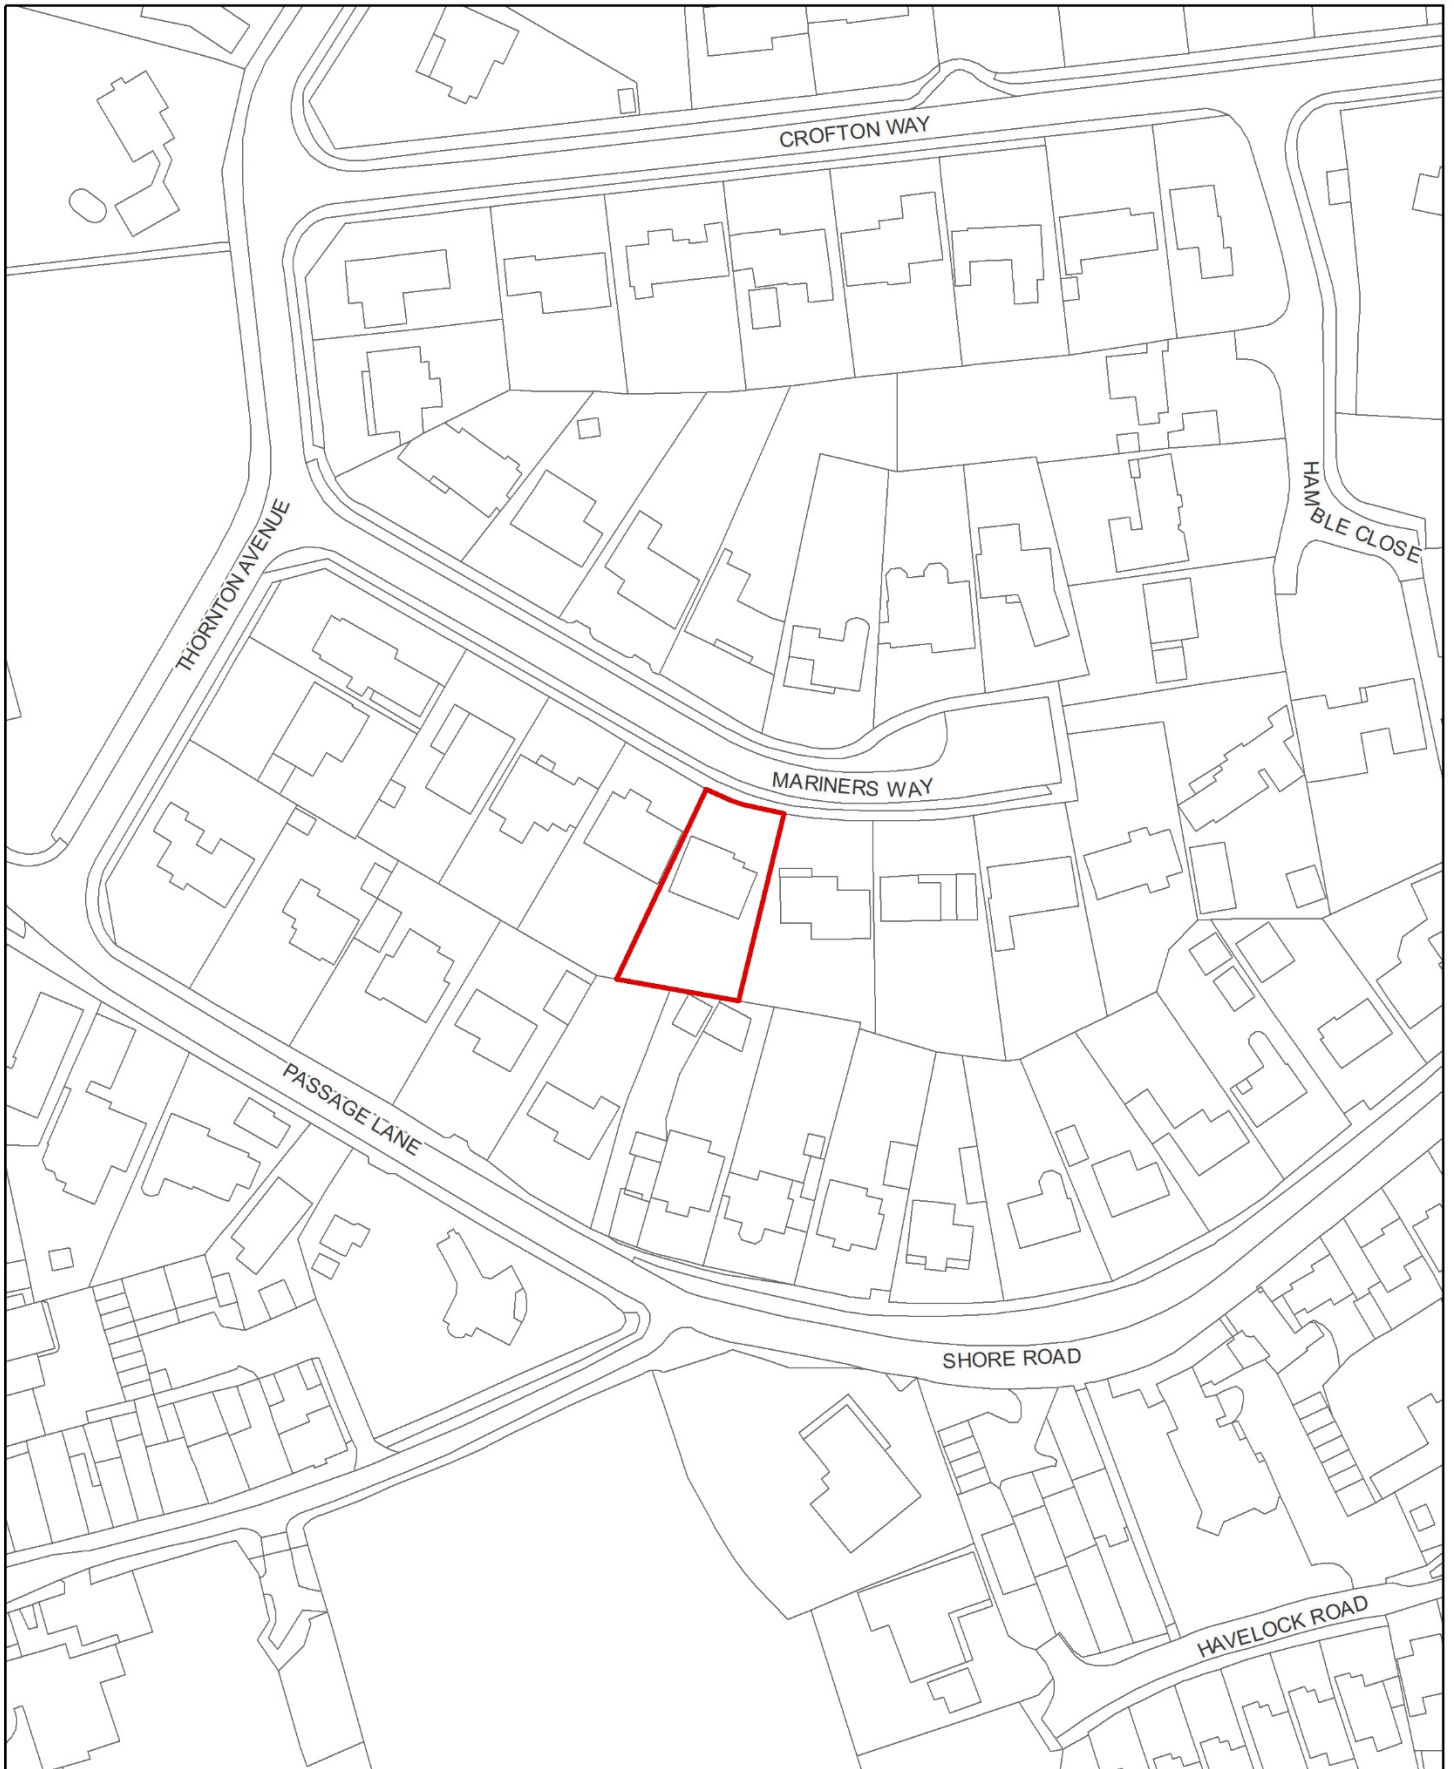 CROFTON WAY
HAMBLE CLOSE
THORNTON AVENUE
MARINERS WAY
PASSAGE LANE
SHORE ROAD
HAVELOCK ROAD